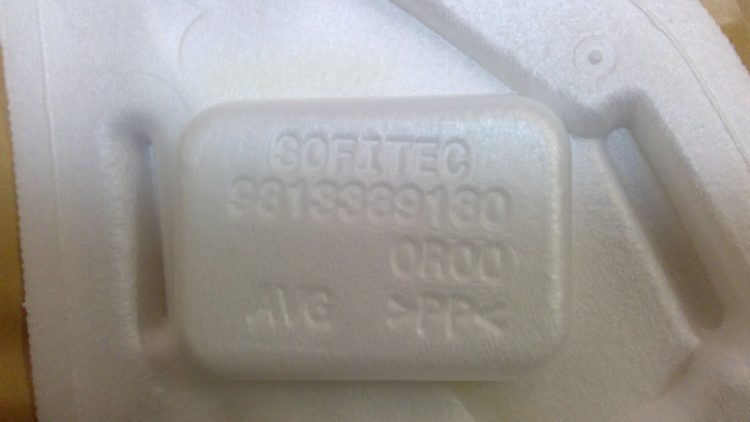 SOFITEC
9813389180
OR00
AVG >PP<